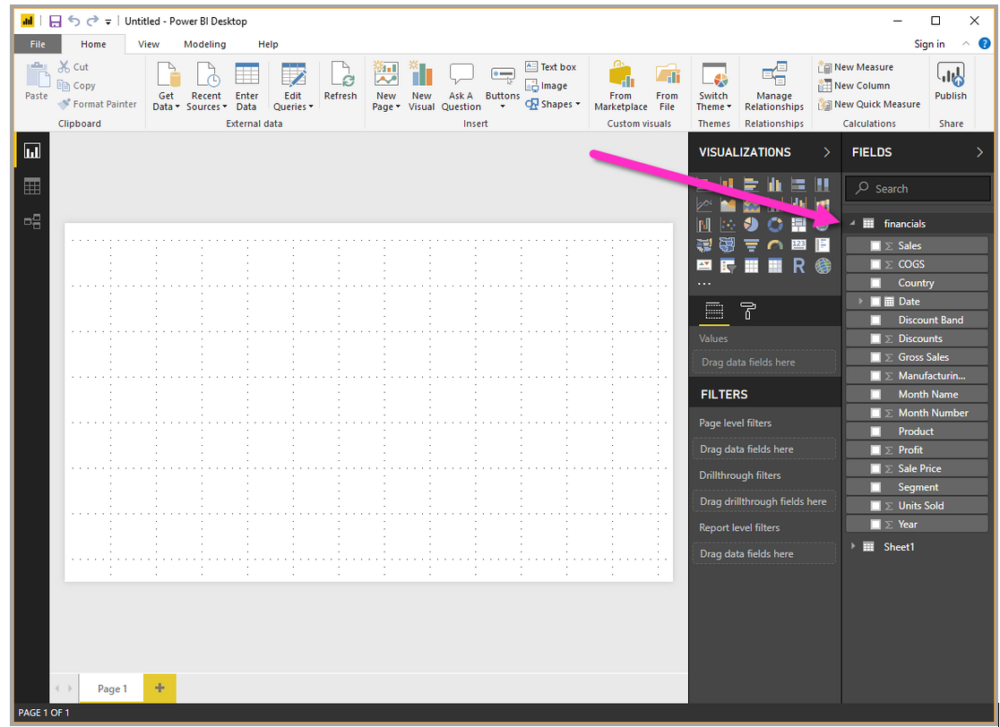 Untitled - Power BI Desktop
File Home View Modeling Help Sign in ?
Paste
Cut
Copy
Format Painter
Clipboard
Get Data
Recent Sources
Enter Data
Edit Queries
Refresh
External data
New Page
New Visual
Ask A Question
Buttons
Text box
Image
Shapes
Insert
From Marketplace
From File
Custom visuals
Switch Theme
Themes
Manage Relationships
Relationships
New Measure
New Column
New Quick Measure
Calculations
Publish
Share
VISUALIZATIONS
123
R
...
Values
Drag data fields here
FILTERS
Page level filters
Drag data fields here
Drillthrough filters
Drag drillthrough fields here
Report level filters
Drag data fields here
FIELDS
Search
financials
Σ Sales
Σ COGS
Country
Date
Discount Band
Σ Discounts
Σ Gross Sales
Σ Manufacturin...
Month Name
Σ Month Number
Product
Σ Profit
Σ Sale Price
Segment
Σ Units Sold
Σ Year
Sheet1
Page 1 +
PAGE 1 OF 1